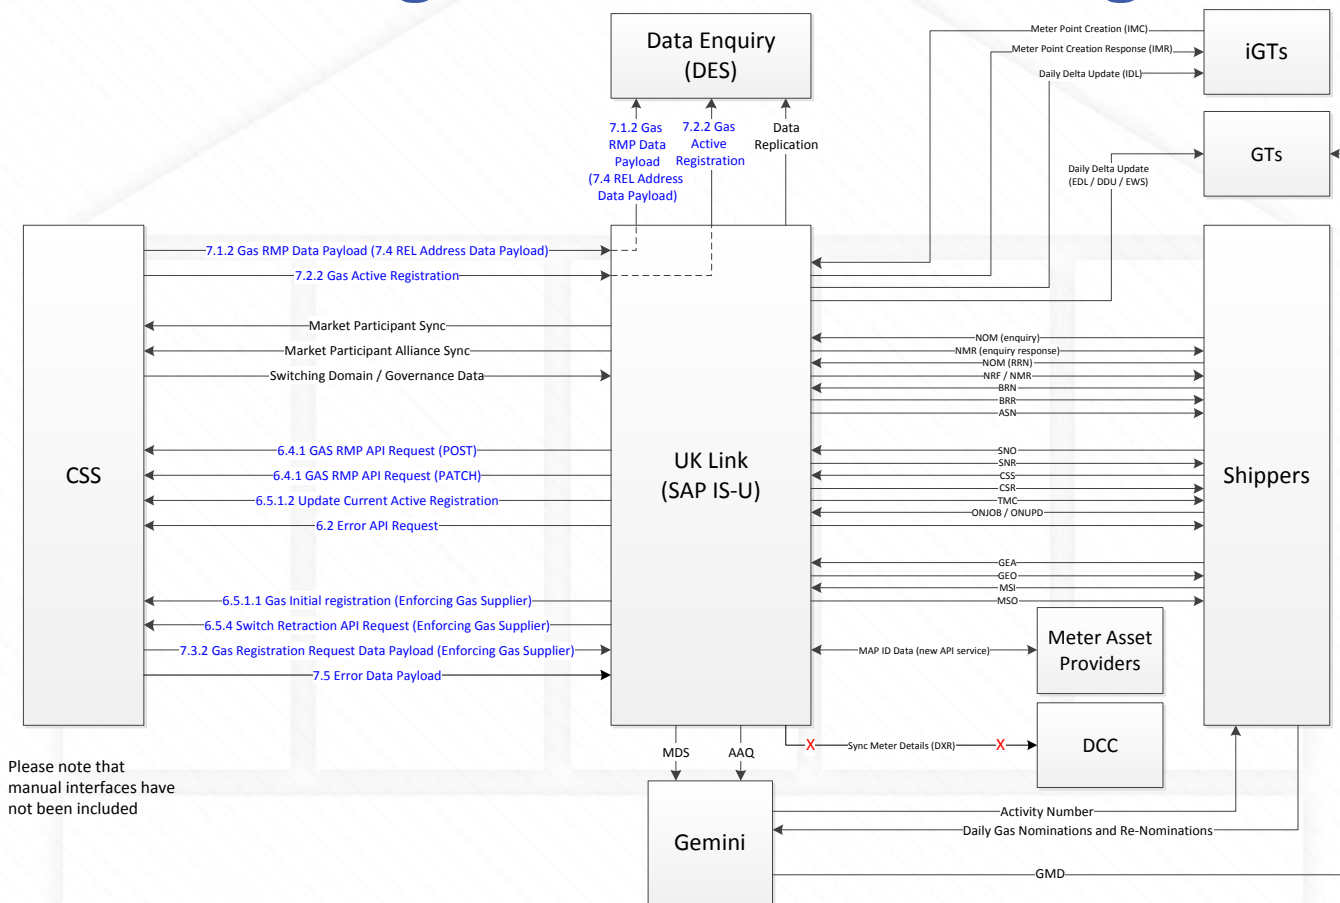 Data Enquiry
(DES)
Meter Point Creation (IMC)
Meter Point Creation Response (IMR)
Daily Delta Update (IDL)
iGTs
7.1.2 Gas
RMP Data
Payload
(7.4 REL Address
Data Payload)
7.2.2 Gas
Active
Registration
Data
Replication
Daily Delta Update
(EDL / DDU / EWS)
GTs
CSS
7.1.2 Gas RMP Data Payload (7.4 REL Address Data Payload)
7.2.2 Gas Active Registration
Market Participant Sync
Market Participant Alliance Sync
Switching Domain / Governance Data
6.4.1 GAS RMP API Request (POST)
6.4.1 GAS RMP API Request (PATCH)
6.5.1.2 Update Current Active Registration
6.2 Error API Request
6.5.1.1 Gas Initial registration (Enforcing Gas Supplier)
6.5.4 Switch Retraction API Request (Enforcing Gas Supplier)
7.3.2 Gas Registration Request Data Payload (Enforcing Gas Supplier)
7.5 Error Data Payload
UK Link
(SAP IS-U)
NOM (enquiry)
NMR (enquiry response)
NOM (RRN)
NRF / NMR
BRN
BRR
ASN
SNO
SNR
CSS
CSR
TMC
ONJOB / ONUPD
GEA
GEO
MSI
MSO
Shippers
MAP ID Data (new API service)
Meter Asset
Providers
X
Sync Meter Details (DXR)
X
DCC
MDS
AAQ
Please note that
manual interfaces have
not been included
Gemini
Activity Number
Daily Gas Nominations and Re-Nominations
GMD